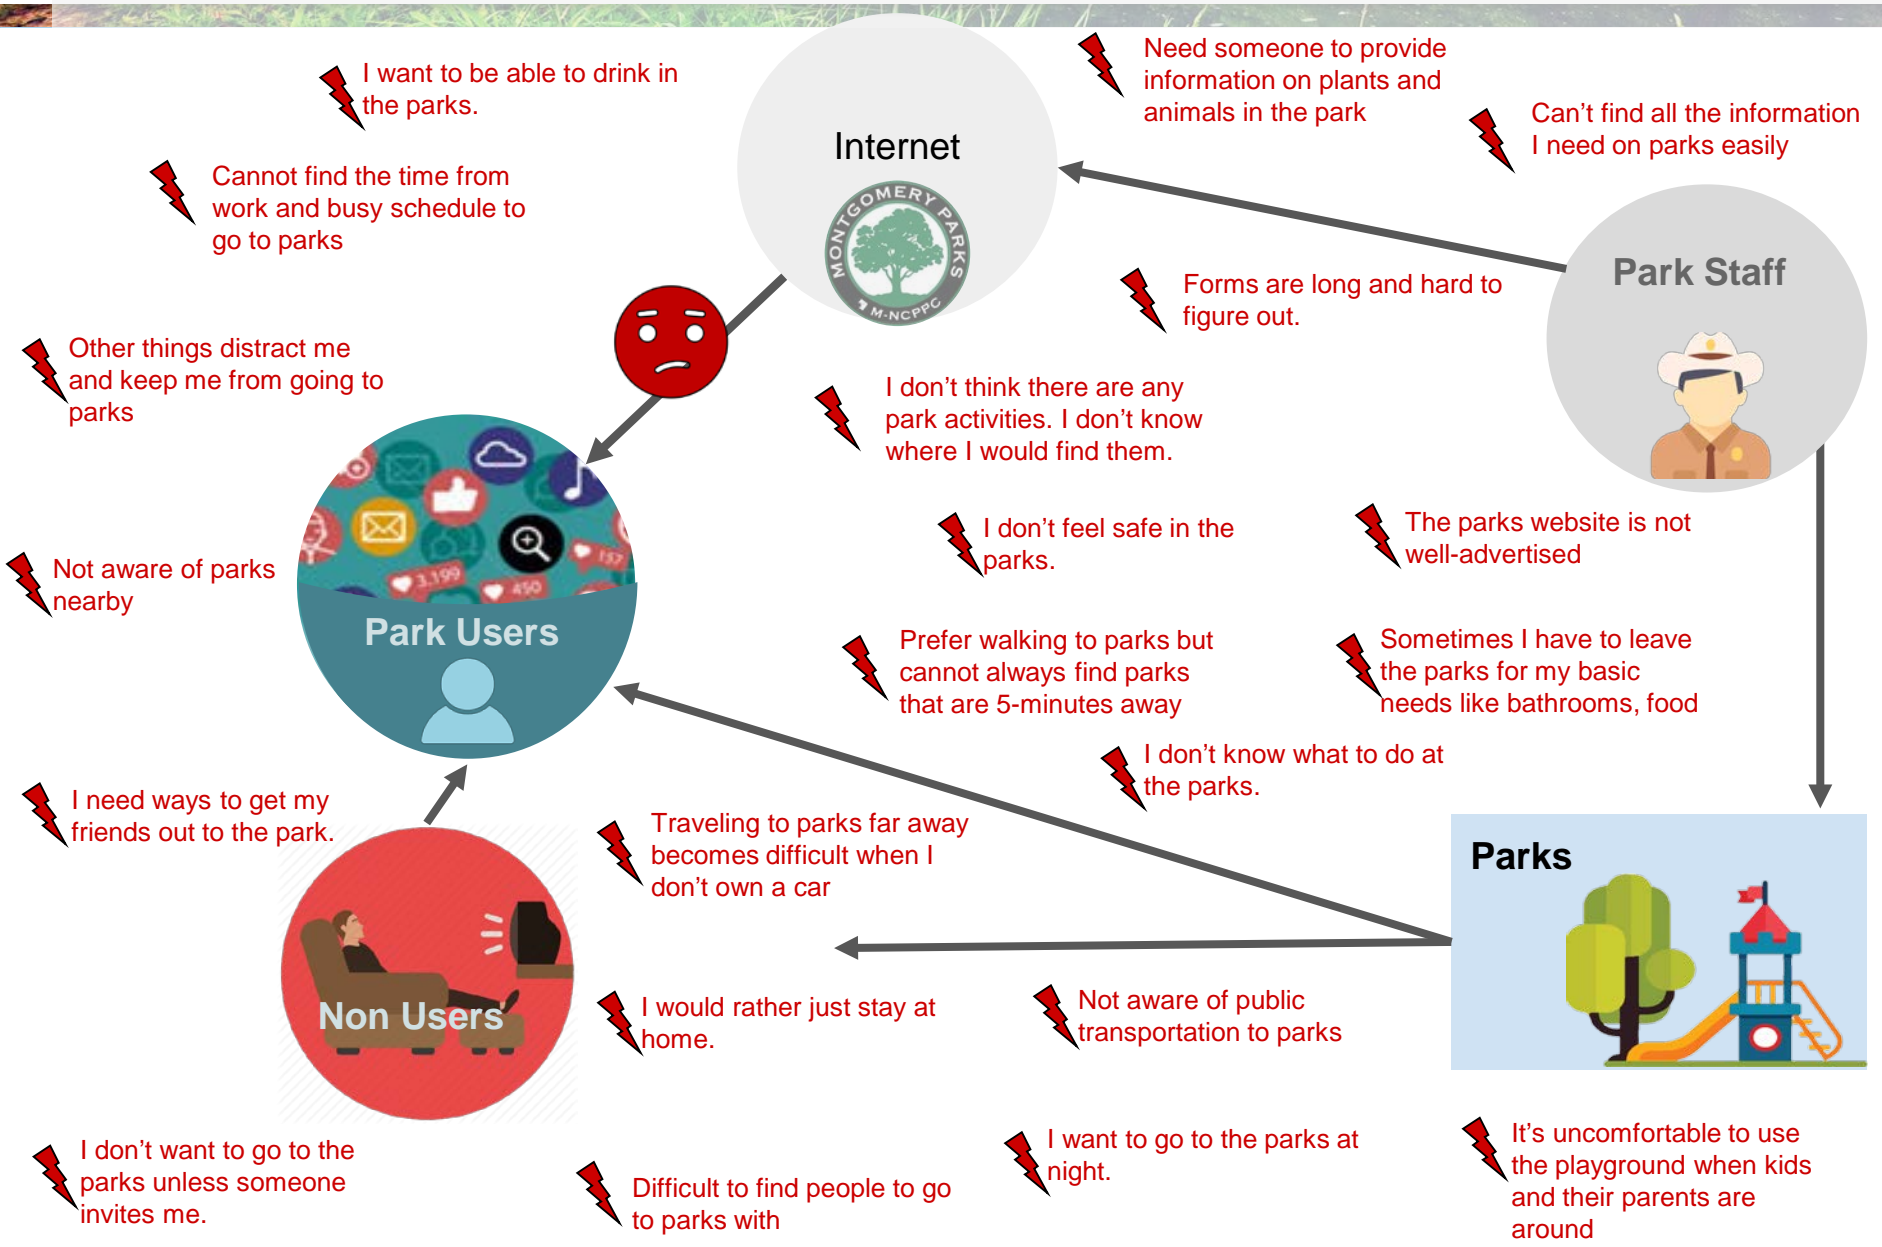 I want to be able to drink in
the parks.
Need someone to provide
information on plants and
animals in the park
Can't find all the information
I need on parks easily
Internet
MONTGOMERY PARKS
M-NCPPC
Cannot find the time from
work and busy schedule to
go to parks
Park Staff
Forms are long and hard to
figure out.
Other things distract me
and keep me from going to
parks
I don't think there are any
park activities. I don't know
where I would find them.
I don't feel safe in the
parks.
The parks website is not
well-advertised
157
3,199
450
Not aware of parks
nearby
Park Users
Prefer walking to parks but
cannot always find parks
that are 5-minutes away
Sometimes I have to leave
the parks for my basic
needs like bathrooms, food
I don't know what to do at
the parks.
I need ways to get my
friends out to the park.
Traveling to parks far away
becomes difficult when I
don't own a car
Parks
Non Users
I would rather just stay at
home.
Not aware of public
transportation to parks
I don't want to go to the
parks unless someone
invites me.
Difficult to find people to go
to parks with
I want to go to the parks at
night.
It's uncomfortable to use
the playground when kids
and their parents are
around